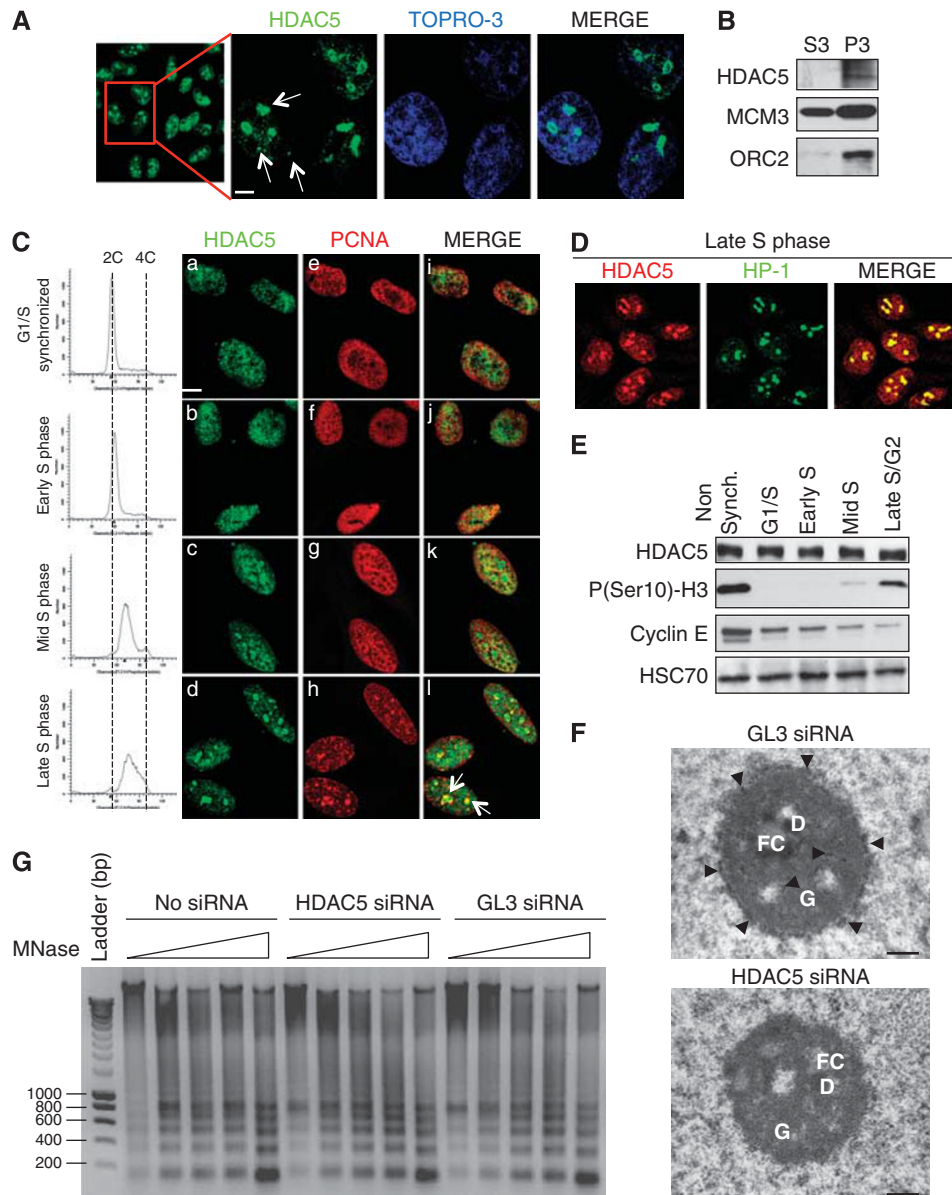 A
HDAC5 TOPRO-3 MERGE
B
S3 P3
HDAC5
MCM3
ORC2
C
HDAC5 PCNA MERGE
2C 4C
G1/S synchronized
a e i
Early S phase
b f j
Mid S phase
c g k
Late S phase
d h l
D
Late S phase
HDAC5 HP-1 MERGE
E
Non Synch.
G1/S
Early S
Mid S
Late S/G2
HDAC5
P(Ser10)-H3
Cyclin E
HSC70
F
GL3 siRNA
D
FC
G
HDAC5 siRNA
FC
D
G
G
Ladder (bp)
No siRNA HDAC5 siRNA GL3 siRNA
MNase
1000
800
600
400
200